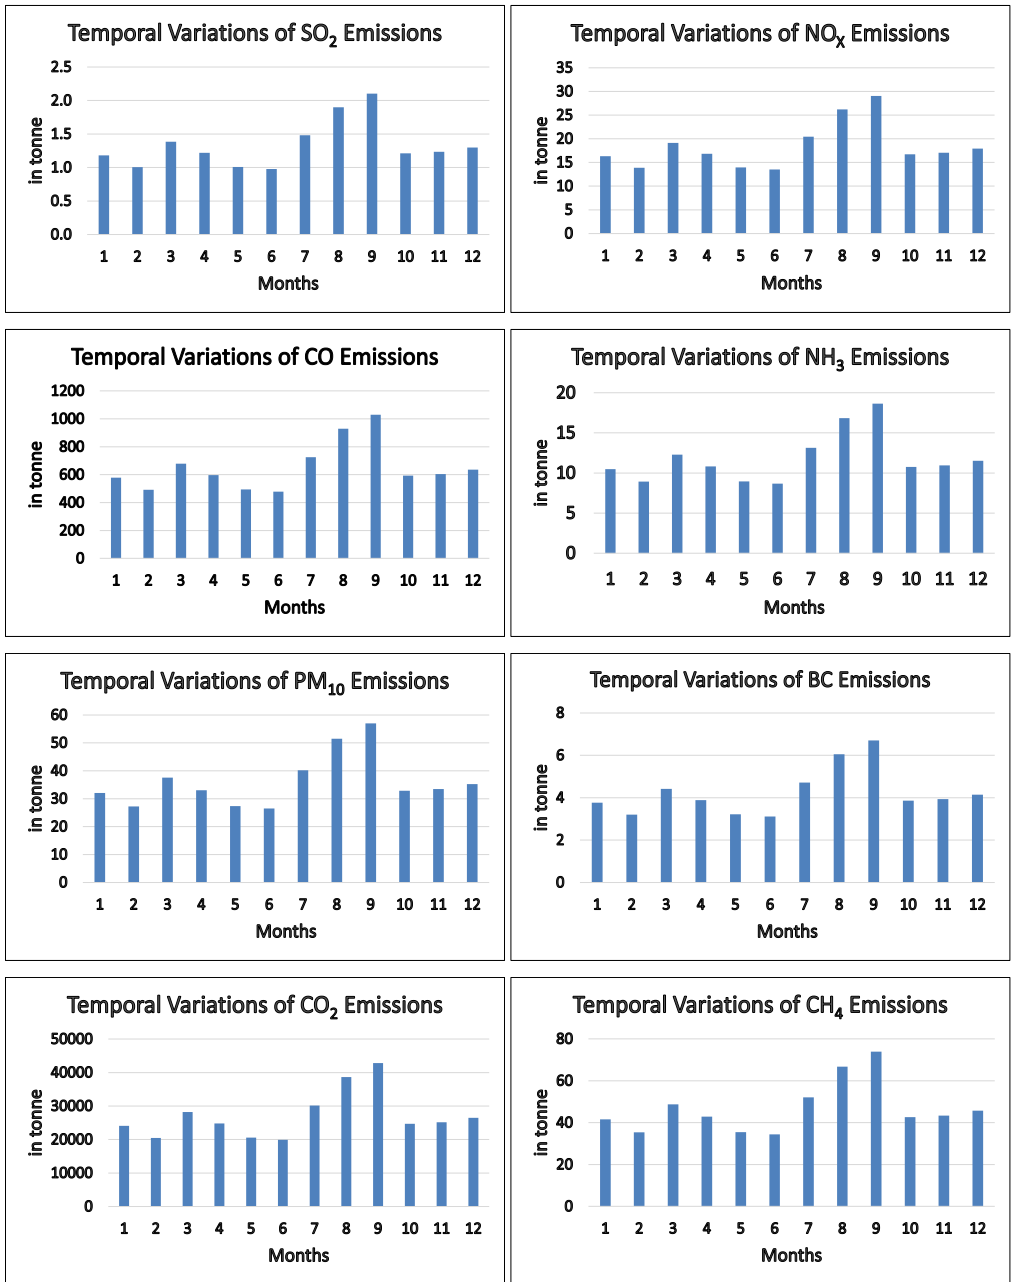 Temporal Variations of SO₂ Emissions
in tonne
2.5
2.0
1.5
1.0
0.5
0.0
1 2 3 4 5 6 7 8 9 10 11 12
Months
Temporal Variations of NOₓ Emissions
in tonne
35
30
25
20
15
10
5
0
1 2 3 4 5 6 7 8 9 10 11 12
Months
Temporal Variations of CO Emissions
in tonne
1200
1000
800
600
400
200
0
1 2 3 4 5 6 7 8 9 10 11 12
Months
Temporal Variations of NH₃ Emissions
in tonne
20
15
10
5
0
1 2 3 4 5 6 7 8 9 10 11 12
Months
Temporal Variations of PM₁₀ Emissions
in tonne
60
50
40
30
20
10
0
1 2 3 4 5 6 7 8 9 10 11 12
Months
Temporal Variations of BC Emissions
in tonne
8
6
4
2
0
1 2 3 4 5 6 7 8 9 10 11 12
Months
Temporal Variations of CO₂ Emissions
in tonne
50000
40000
30000
20000
10000
0
1 2 3 4 5 6 7 8 9 10 11 12
Months
Temporal Variations of CH₄ Emissions
in tonne
80
60
40
20
0
1 2 3 4 5 6 7 8 9 10 11 12
Months